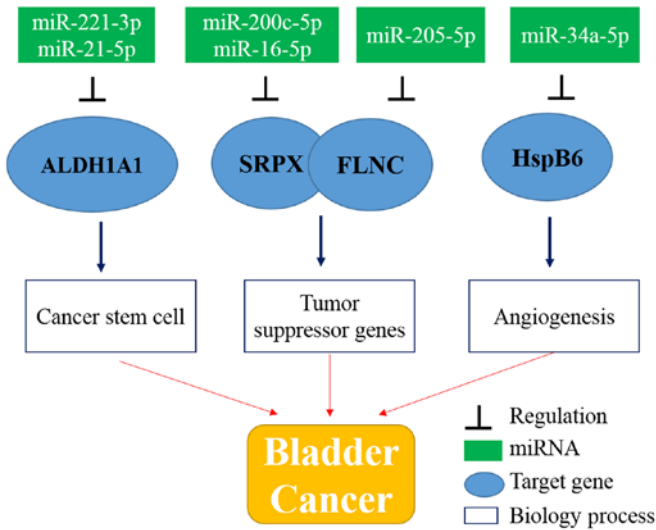 miR-221-3p
miR-21-5p
miR-200c-5p
miR-16-5p
miR-205-5p
miR-34a-5p
ALDH1A1
SRPX
FLNC
HspB6
Cancer stem cell
Tumor
suppressor genes
Angiogenesis
Bladder
Cancer
Regulation
miRNA
Target gene
Biology process